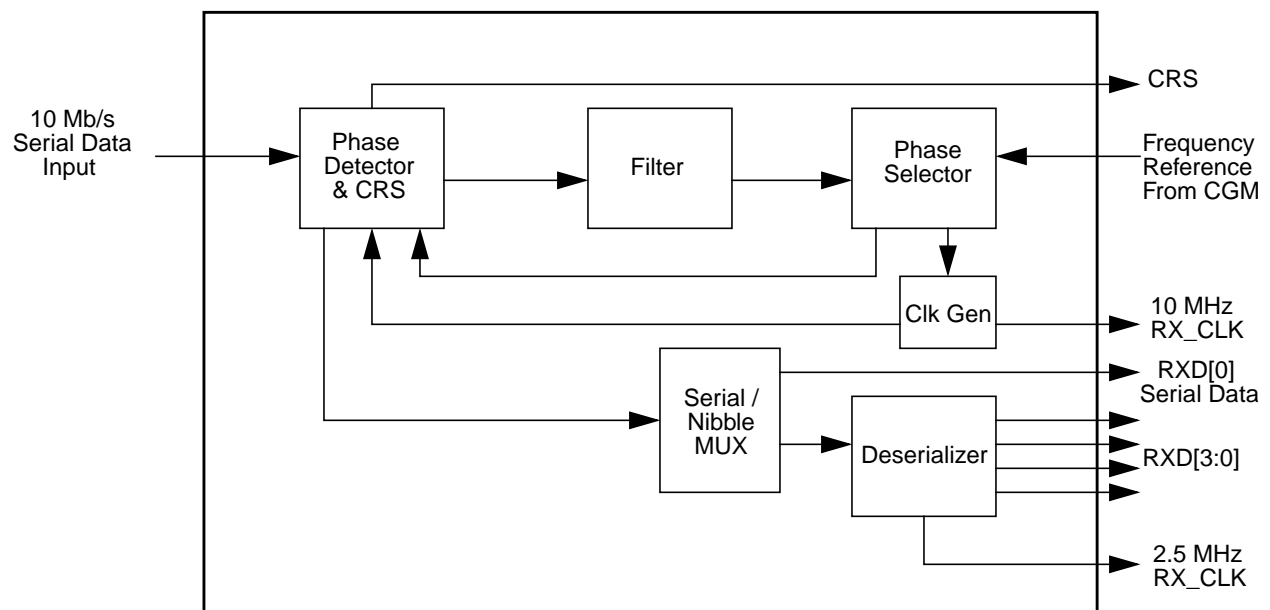 CRS
10 Mb/s
Serial Data
Input
Phase
Detector
& CRS
Filter
Phase
Selector
Frequency
Reference
From CGM
Clk Gen
10 MHz
RX_CLK
Serial /
Nibble
MUX
RXD[0]
Serial Data
Deserializer
RXD[3:0]
2.5 MHz
RX_CLK